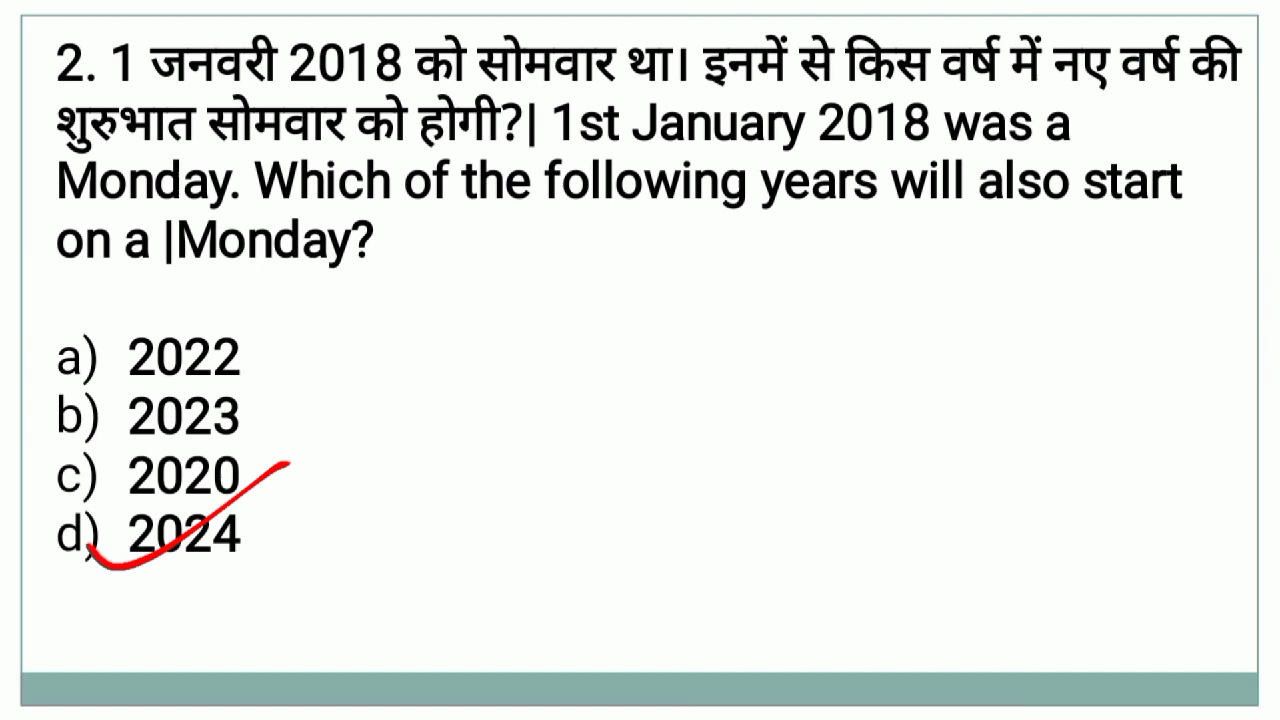 2. 1 जनवरी 2018 को सोमवार था। इनमें से किस वर्ष में नए वर्ष की
शुरुभात सोमवार को होगी?| 1st January 2018 was a
Monday. Which of the following years will also start
on a |Monday?
a) 2022
b) 2023
c) 2020
d) 2024